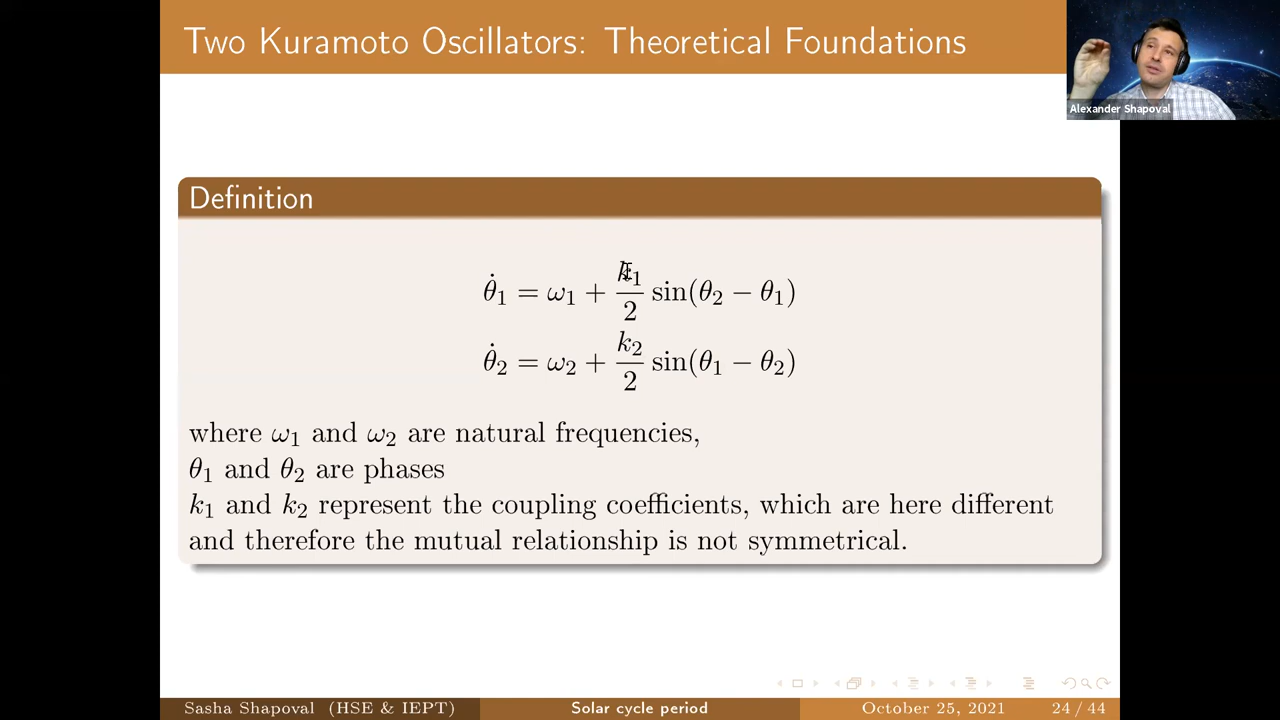 Two Kuramoto Oscillators: Theoretical Foundations
Alexander Shapoval
Definition
θ̇₁ = ω₁ + k₁/2 sin(θ₂ − θ₁)
θ̇₂ = ω₂ + k₂/2 sin(θ₁ − θ₂)
where ω₁ and ω₂ are natural frequencies,
θ₁ and θ₂ are phases
k₁ and k₂ represent the coupling coefficients, which are here different
and therefore the mutual relationship is not symmetrical.
Sasha Shapoval (HSE & IEPT) Solar cycle period October 25, 2021 24 / 44